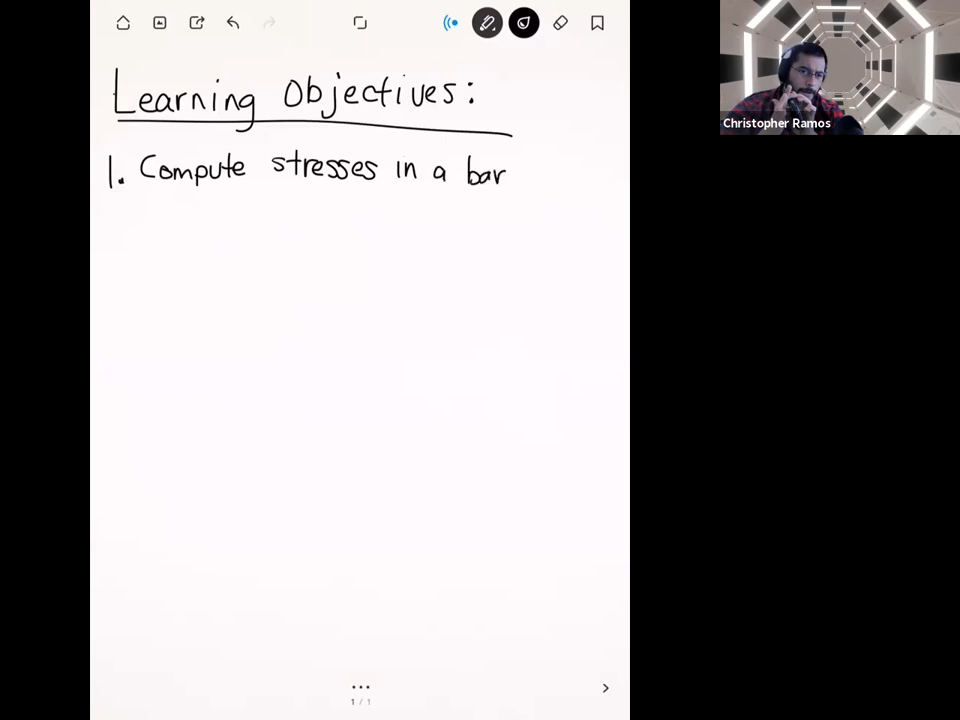 Learning Objectives:
1. Compute stresses in a bar
Christopher Ramos
1 / 1